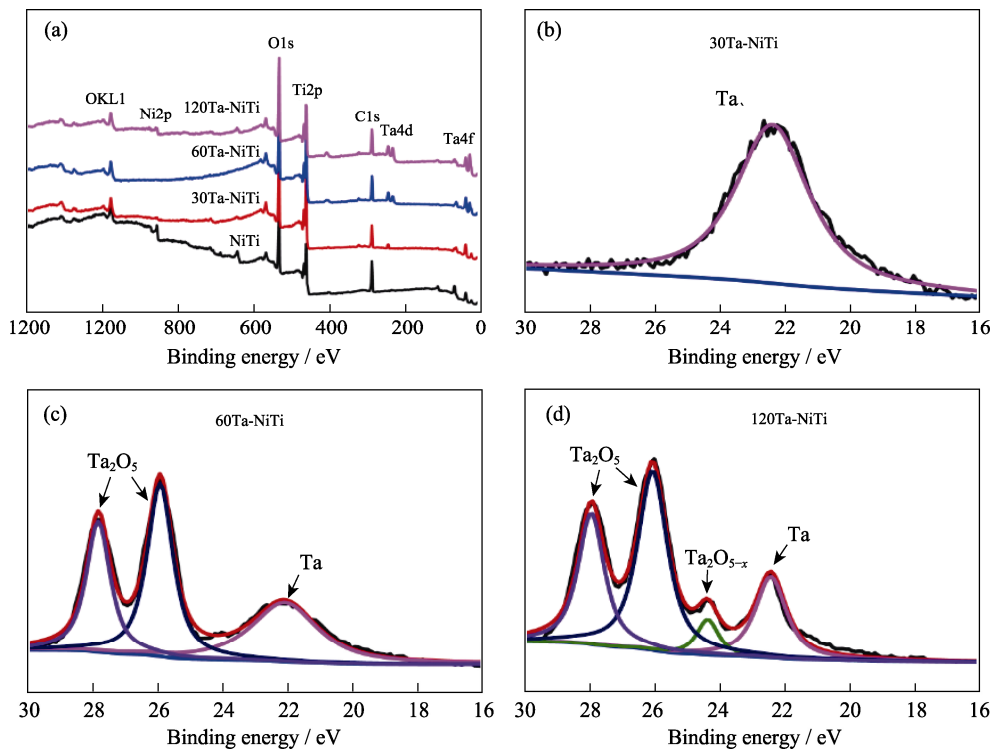 (a)
O1s
OKL1
Ni2p
120Ta-NiTi
Ti2p
C1s
Ta4d
Ta4f
60Ta-NiTi
30Ta-NiTi
NiTi
1200 1200 800 600 400 200 0
Binding energy / eV
(b)
30Ta-NiTi
Ta、
30 28 26 24 22 20 18 16
Binding energy / eV
(c)
60Ta-NiTi
Ta₂O₅
Ta
30 28 26 24 22 20 18 16
Binding energy / eV
(d)
120Ta-NiTi
Ta₂O₅
Ta₂O₅₋ₓ
Ta
30 28 26 24 22 20 18 16
Binding energy / eV